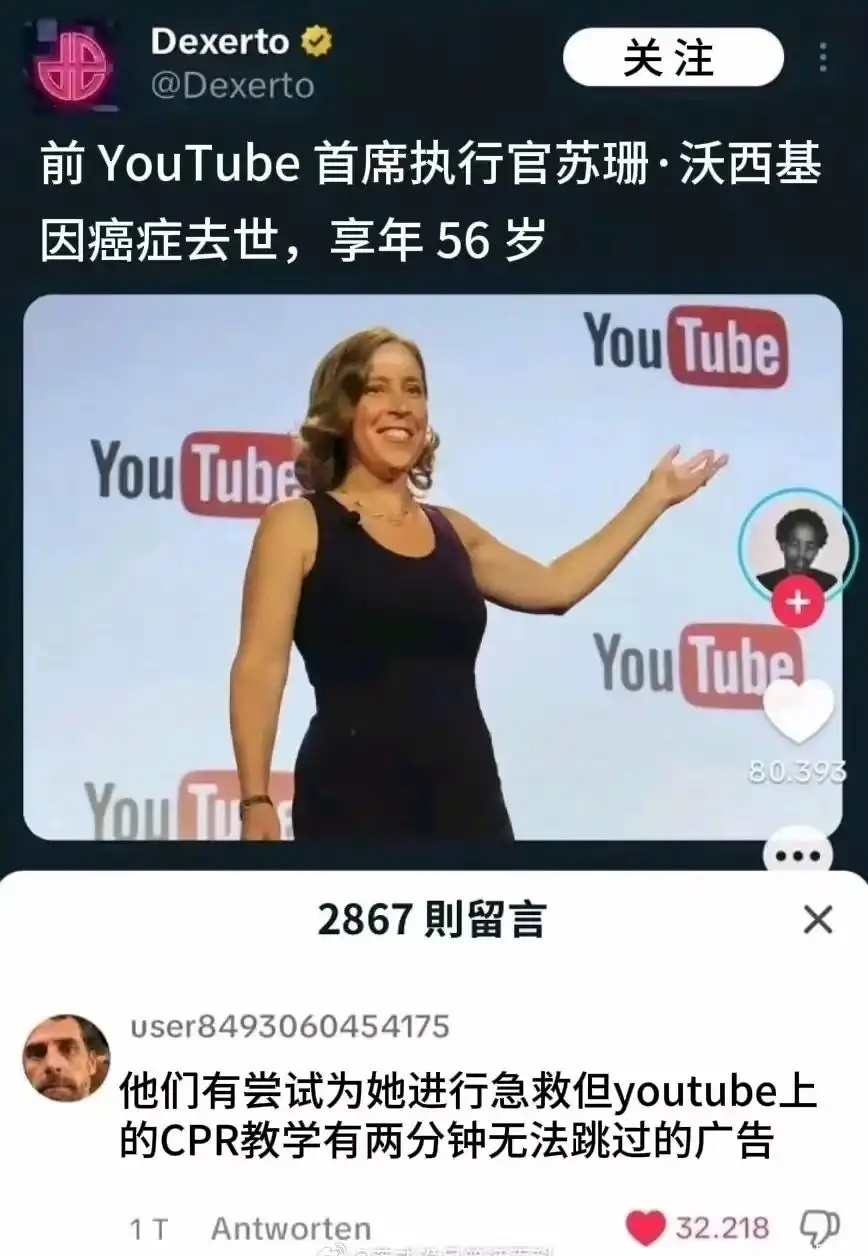 Dexerto
@Dexerto
关注
前 YouTube 首席执行官苏珊·沃西基
因癌症去世，享年 56 岁
YouTube
YouTube
YouTube
80.393
YouTube
2867 則留言
user8493060454175
他们有尝试为她进行急救但youtube上
的CPR教学有两分钟无法跳过的广告
1 T Antworten 32.218